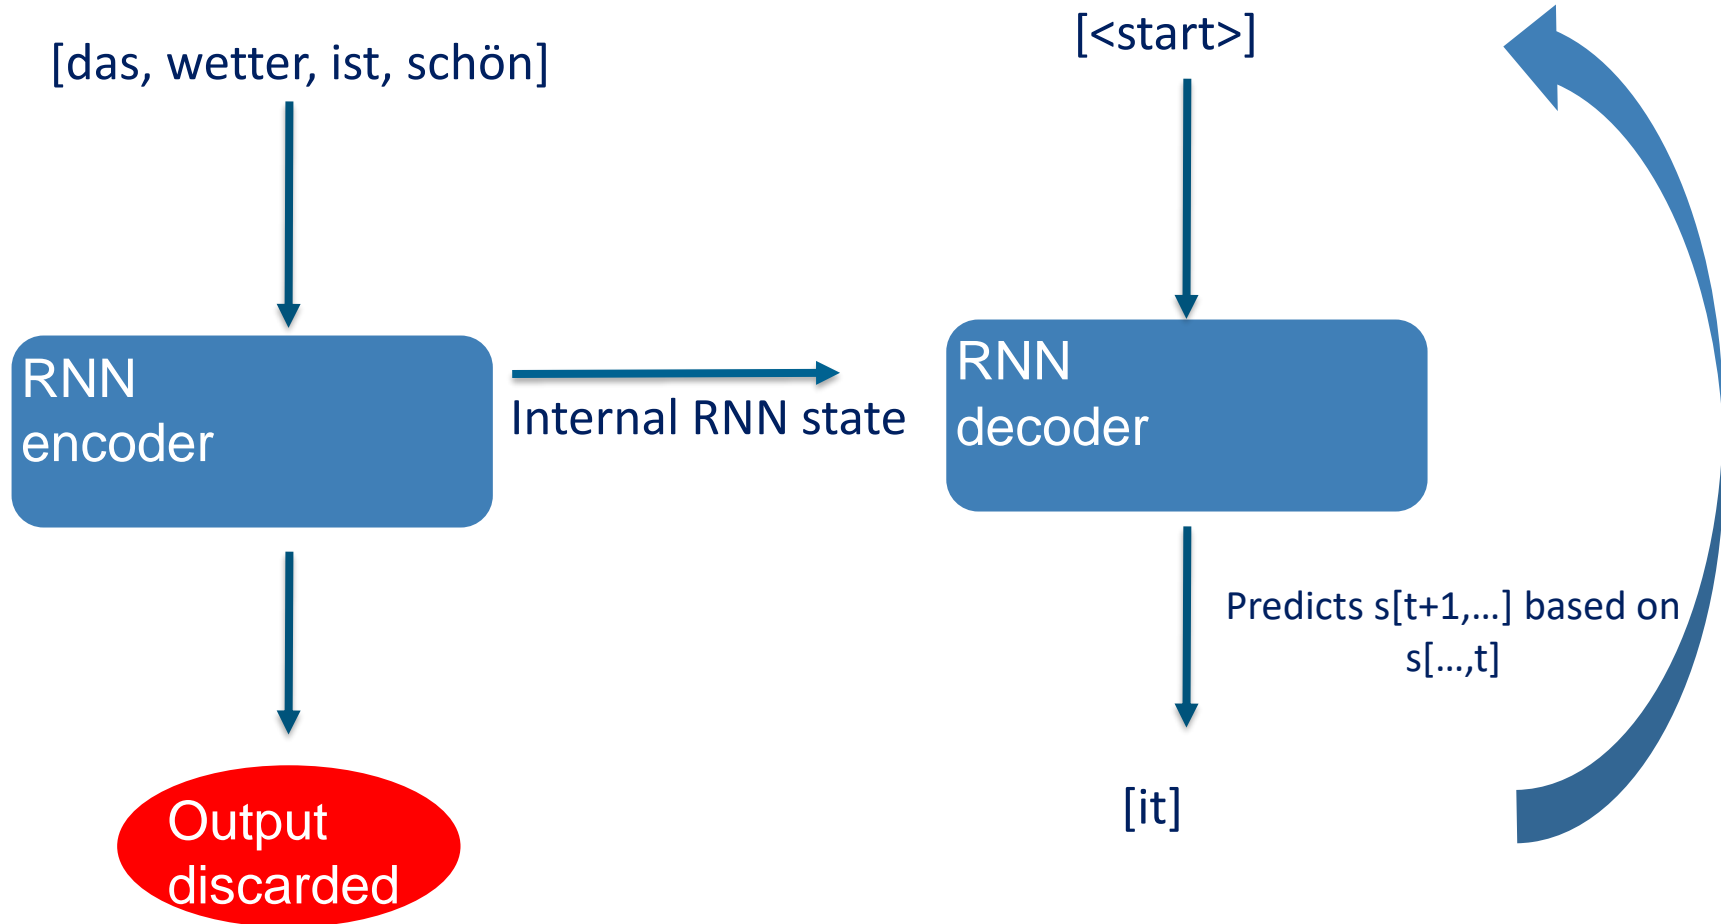 [das, wetter, ist, schön]
[<start>]
RNN
encoder
Internal RNN state
RNN
decoder
Predicts s[t+1,…] based on
s[…,t]
[it]
Output
discarded